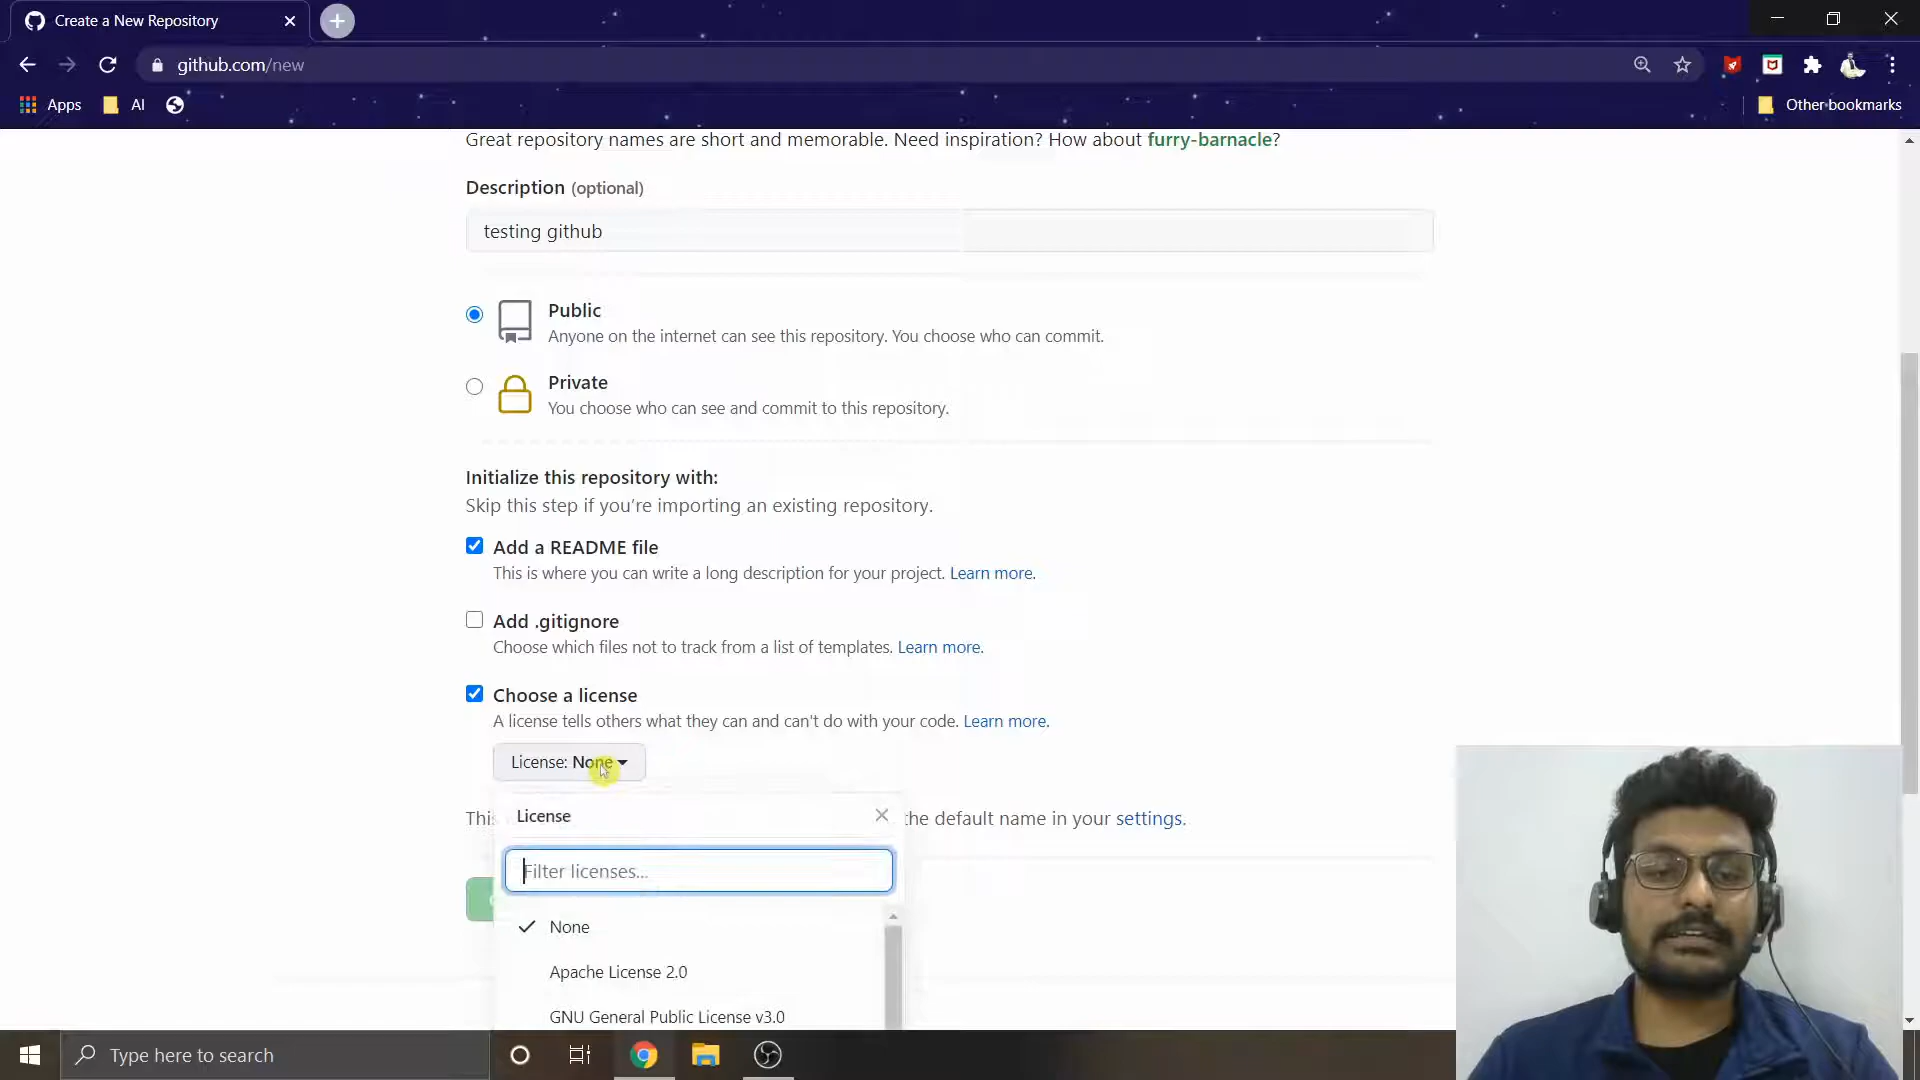 Create a New Repository
github.com/new
Apps
AI
Other bookmarks
Great repository names are short and memorable. Need inspiration? How about furry-barnacle?
Description (optional)
testing github
Public
Anyone on the internet can see this repository. You choose who can commit.
Private
You choose who can see and commit to this repository.
Initialize this repository with:
Skip this step if you're importing an existing repository.
Add a README file
This is where you can write a long description for your project. Learn more.
Add .gitignore
Choose which files not to track from a list of templates. Learn more.
Choose a license
A license tells others what they can and can't do with your code. Learn more.
License: None
the default name in your settings.
License
Filter licenses...
None
Apache License 2.0
GNU General Public License v3.0
Type here to search